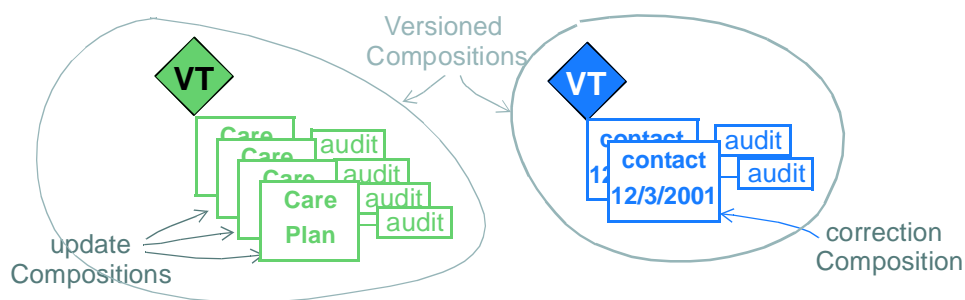 Versioned
Compositions
VT
Care
audit
Care
audit
Care
audit
Care
Plan
audit
update
Compositions
VT
contact
audit
12
contact
12/3/2001
audit
correction
Composition